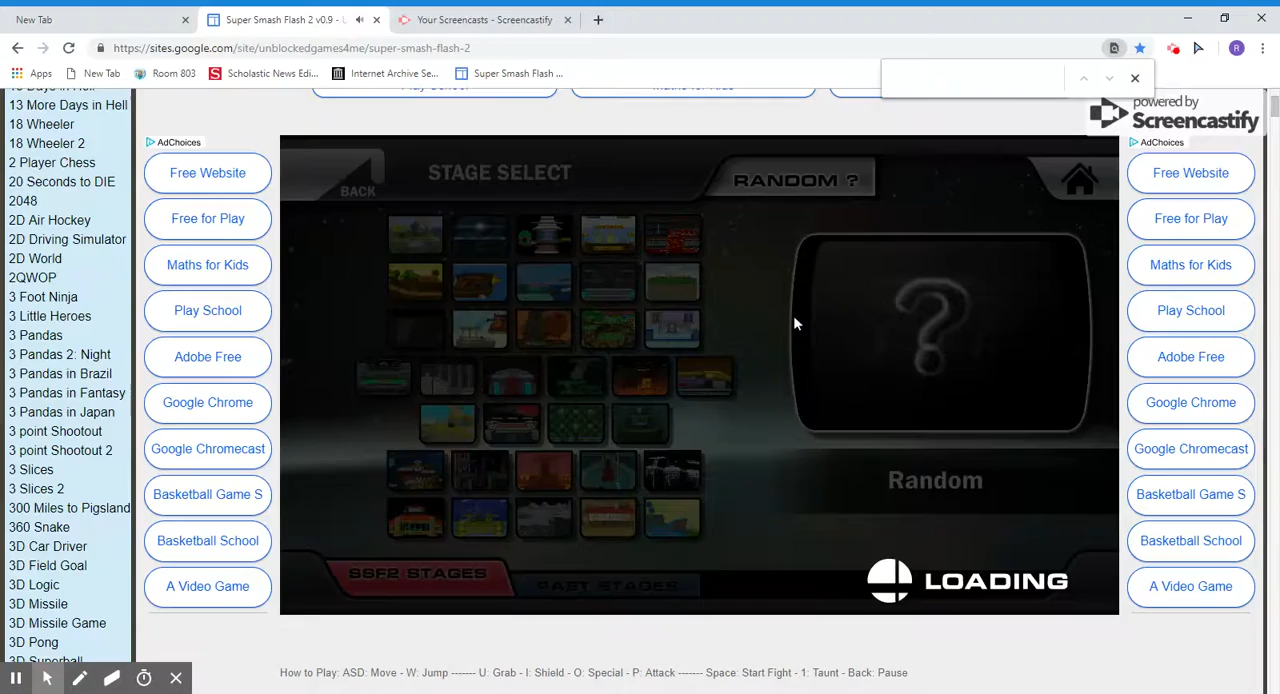 New Tab
Super Smash Flash 2 v0.9 - U
Your Screencasts - Screencastify
https://sites.google.com/site/unblockedgames4me/super-smash-flash-2
R
Apps
New Tab
Room 803
Scholastic News Edi...
Internet Archive Se...
Super Smash Flash ...
powered by
Screencastify
13 More Days in Hell
18 Wheeler
18 Wheeler 2
2 Player Chess
20 Seconds to DIE
2048
2D Air Hockey
2D Driving Simulator
2D World
2QWOP
3 Foot Ninja
3 Little Heroes
3 Pandas
3 Pandas 2: Night
3 Pandas in Brazil
3 Pandas in Fantasy
3 Pandas in Japan
3 point Shootout
3 point Shootout 2
3 Slices
3 Slices 2
300 Miles to Pigsland
360 Snake
3D Car Driver
3D Field Goal
3D Logic
3D Missile
3D Missile Game
3D Pong
3D Superball
AdChoices
Free Website
Free for Play
Maths for Kids
Play School
Adobe Free
Google Chrome
Google Chromecast
Basketball Game S
Basketball School
A Video Game
BACK
STAGE SELECT
RANDOM ?
?
Random
SSF2 STAGES
PAST STAGES
LOADING
AdChoices
Free Website
Free for Play
Maths for Kids
Play School
Adobe Free
Google Chrome
Google Chromecast
Basketball Game S
Basketball School
A Video Game
How to Play: ASD: Move - W: Jump ------- U: Grab - I: Shield - O: Special - P: Attack ------- Space: Start Fight - 1: Taunt - Back: Pause